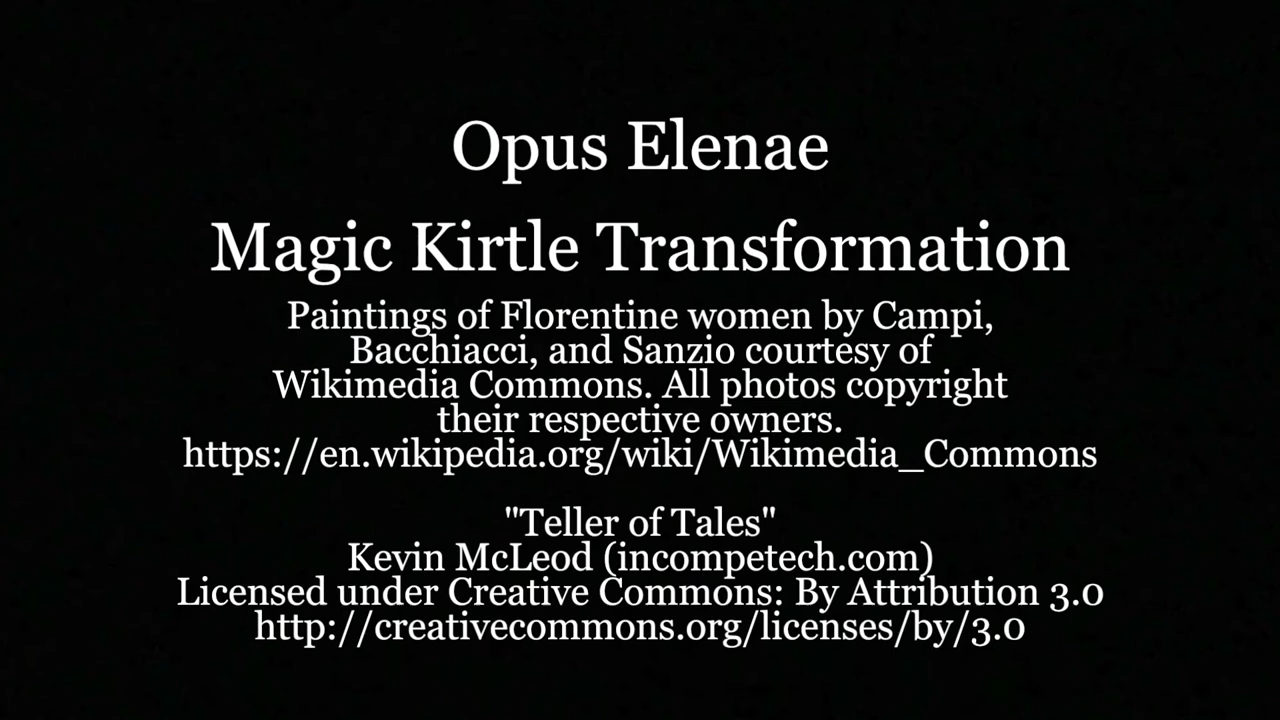 Opus Elenae
Magic Kirtle Transformation
Paintings of Florentine women by Campi,
Bacchiacci, and Sanzio courtesy of
Wikimedia Commons. All photos copyright
their respective owners.
https://en.wikipedia.org/wiki/Wikimedia_Commons
"Teller of Tales"
Kevin McLeod (incompetech.com)
Licensed under Creative Commons: By Attribution 3.0
http://creativecommons.org/licenses/by/3.0